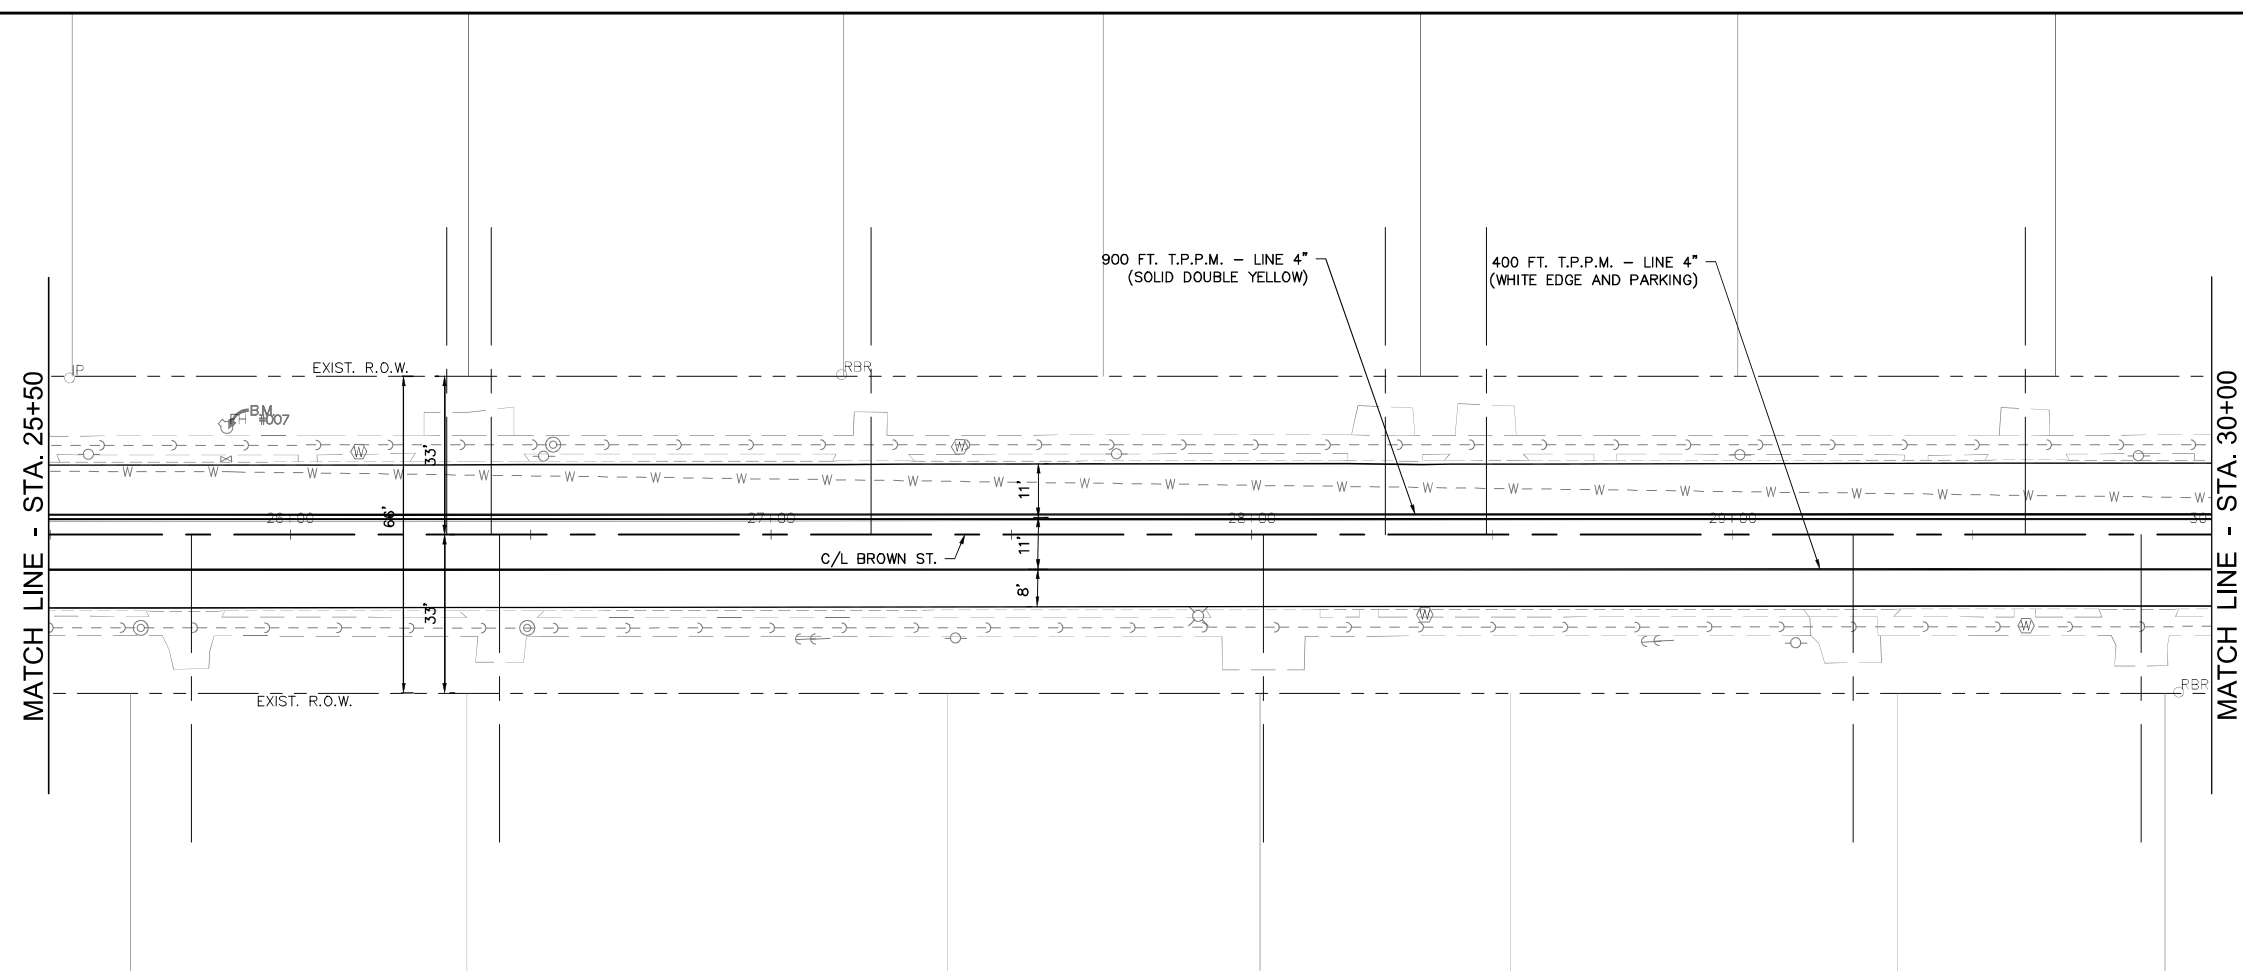 900 FT. T.P.P.M. - LINE 4"
(SOLID DOUBLE YELLOW)
400 FT. T.P.P.M. - LINE 4"
(WHITE EDGE AND PARKING)
EXIST. R.O.W.
IP
RBR
B.M.
FH #007
MATCH LINE - STA. 25+50
MATCH LINE - STA. 30+00
33'
66'
33'
W
W
W
W W W W W W W W W W W W W W W W W W W W W W W W W W
11'
26+00
27+00
28+00
29+00
30
11'
C/L BROWN ST.
8'
W
W
EXIST. R.O.W.
RBR